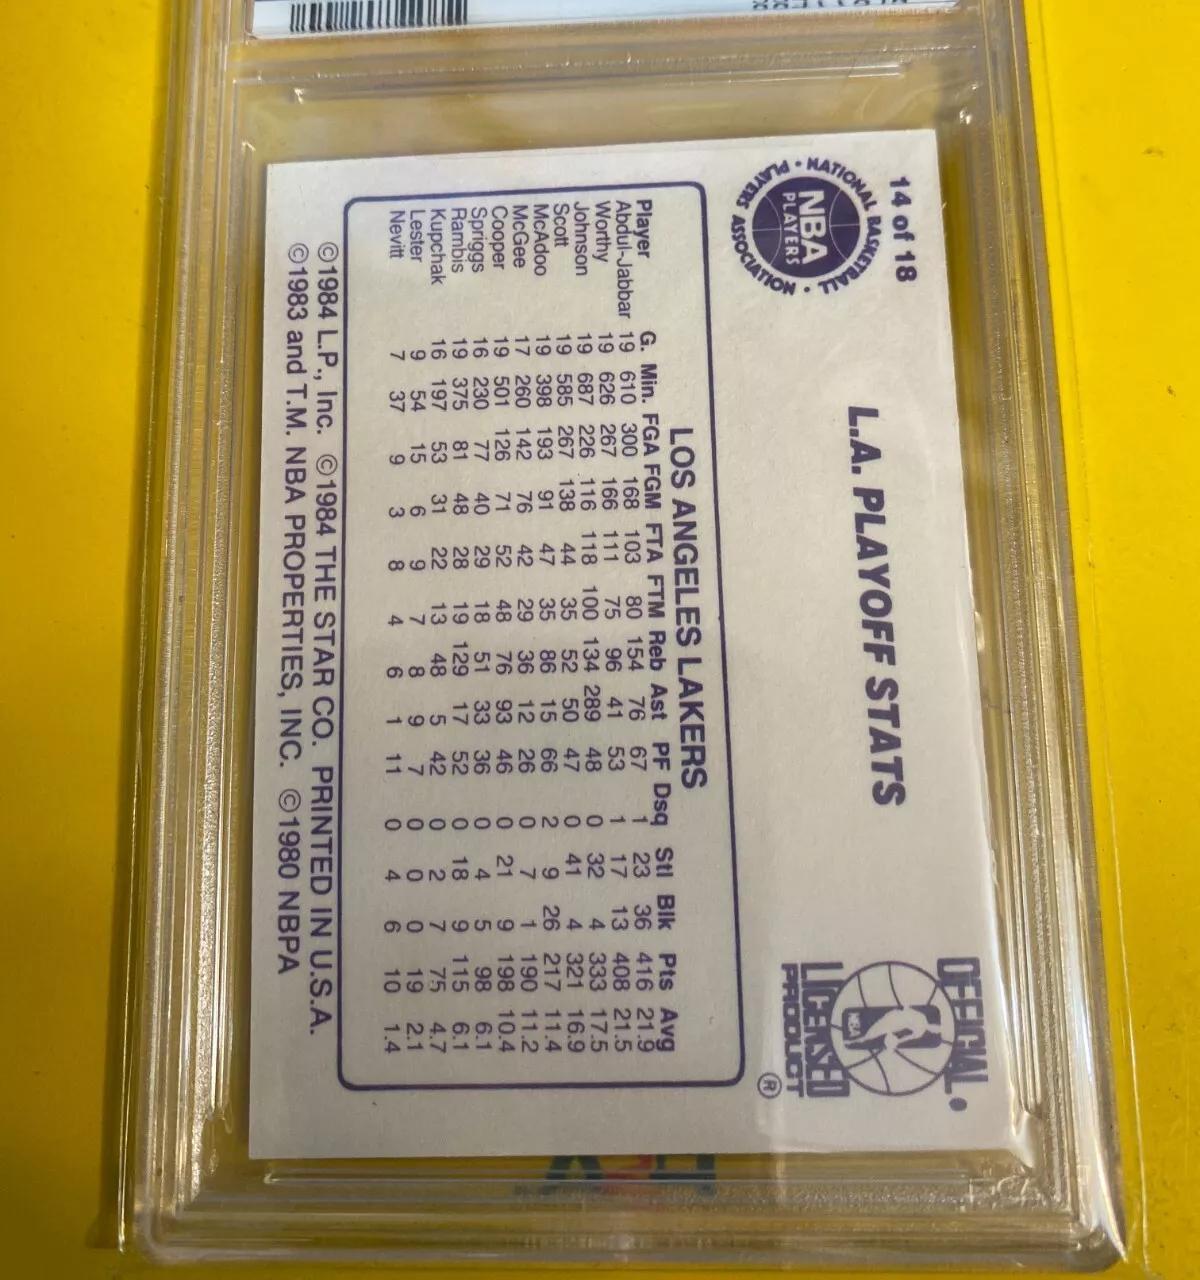 14 of 18
NATIONAL BASKETBALL PLAYERS ASSOCIATION
NBA
PLAYERS
L.A. PLAYOFF STATS
OFFICIAL
NBA
LICENSED
PRODUCT
®
LOS ANGELES LAKERS
Player G. Min. FGA FGM FTA FTM Reb Ast PF Dsq Stl Blk Pts Avg
Abdul-Jabbar 19 610 300 168 103 80 154 76 67 1 23 36 416 21.9
Worthy 19 626 267 166 111 75 96 41 53 1 17 13 408 21.5
Johnson 19 687 226 116 118 100 134 289 48 0 32 4 333 17.5
Scott 19 585 267 138 44 35 52 50 47 0 41 4 321 16.9
McAdoo 19 398 193 91 47 35 86 15 66 2 9 26 217 11.4
McGee 17 260 142 76 42 29 36 12 26 0 7 1 190 11.2
Cooper 19 501 126 71 52 48 76 93 46 0 21 9 198 10.4
Spriggs 16 230 77 40 29 18 51 33 36 0 4 5 98 6.1
Rambis 19 375 81 48 28 19 129 17 52 0 18 9 115 6.1
Kupchak 16 197 53 31 22 13 48 5 42 0 2 7 75 4.7
Lester 9 54 15 6 9 7 8 9 7 0 0 0 19 2.1
Nevitt 7 37 9 3 8 4 6 1 11 0 4 6 10 1.4
©1984 L.P., Inc. ©1984 THE STAR CO. PRINTED IN U.S.A.
©1983 and T.M. NBA PROPERTIES, INC. ©1980 NBPA